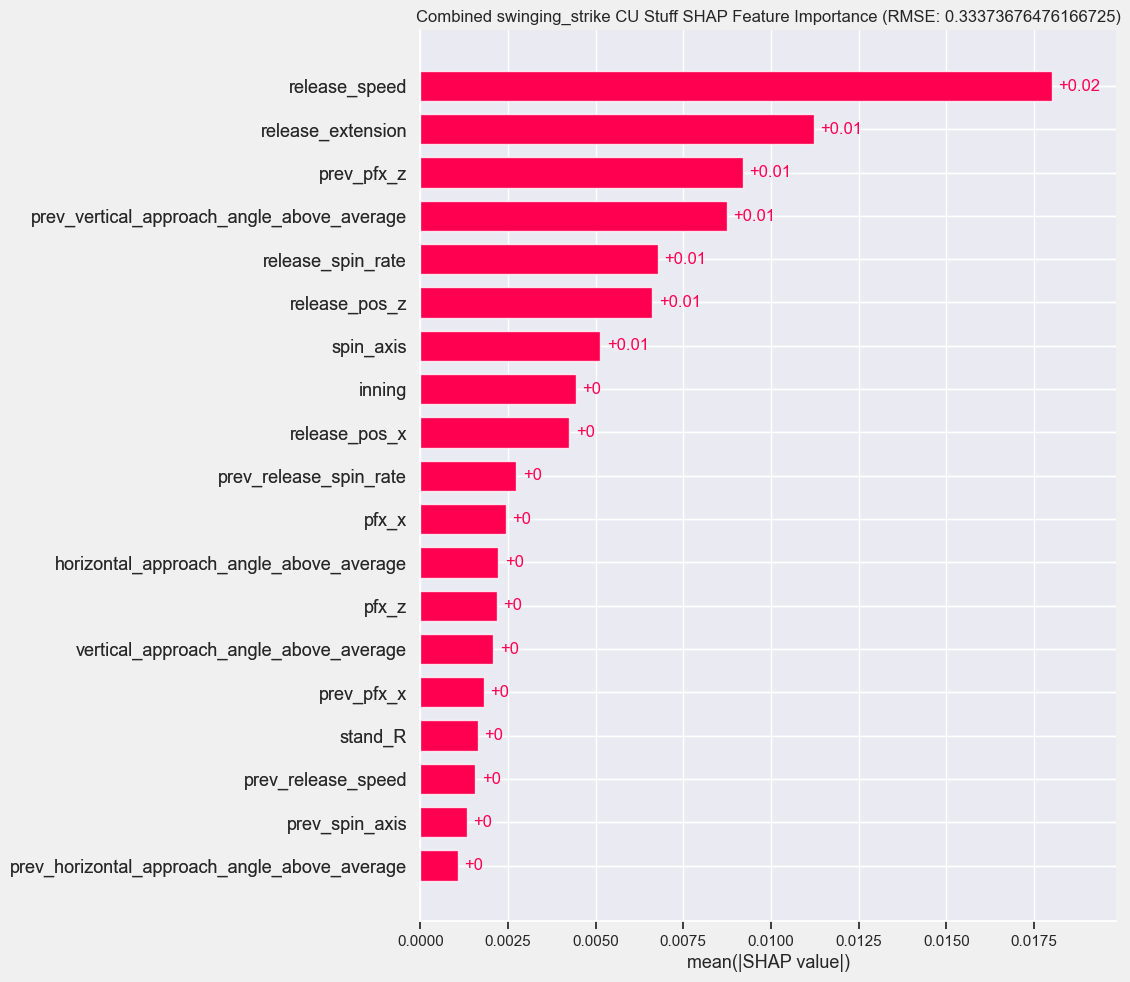 Combined swinging_strike CU Stuff SHAP Feature Importance (RMSE: 0.33373676476166725)
release_speed +0.02
release_extension +0.01
prev_pfx_z +0.01
prev_vertical_approach_angle_above_average +0.01
release_spin_rate +0.01
release_pos_z +0.01
spin_axis +0.01
inning +0
release_pos_x +0
prev_release_spin_rate +0
pfx_x +0
horizontal_approach_angle_above_average +0
pfx_z +0
vertical_approach_angle_above_average +0
prev_pfx_x +0
stand_R +0
prev_release_speed +0
prev_spin_axis +0
prev_horizontal_approach_angle_above_average +0
0.0000 0.0025 0.0050 0.0075 0.0100 0.0125 0.0150 0.0175
mean(|SHAP value|)